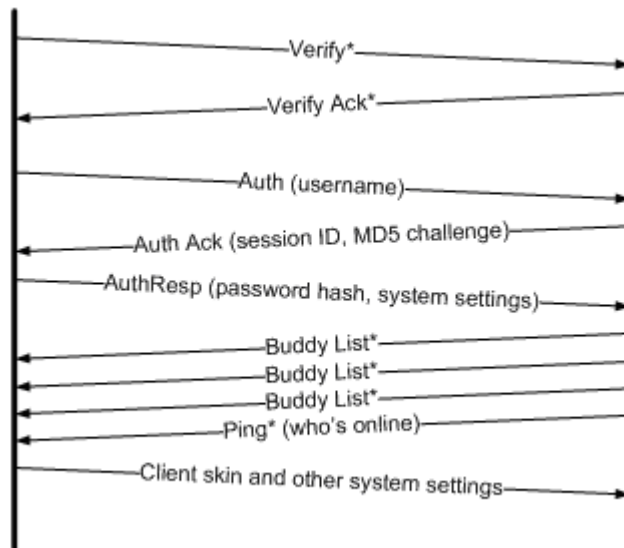 Verify*
Verify Ack*
Auth (username)
Auth Ack (session ID, MD5 challenge)
AuthResp (password hash, system settings)
Buddy List*
Buddy List*
Buddy List*
Ping* (who's online)
Client skin and other system settings